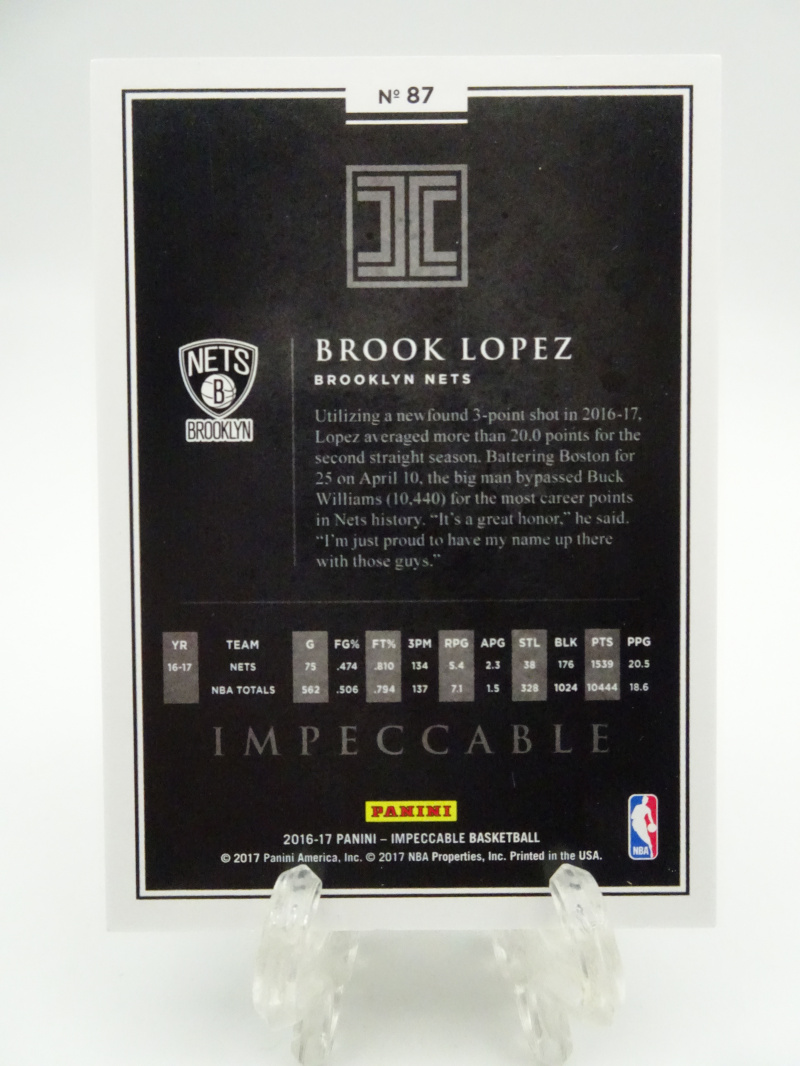 Nº 87
NETS
B
BROOKLYN
BROOK LOPEZ
BROOKLYN NETS
Utilizing a newfound 3-point shot in 2016-17,
Lopez averaged more than 20.0 points for the
second straight season. Battering Boston for
25 on April 10, the big man bypassed Buck
Williams (10,440) for the most career points
in Nets history. “It’s a great honor,” he said.
“I’m just proud to have my name up there
with those guys.”
YR TEAM G FG% FT% 3PM RPG APG STL BLK PTS PPG
16-17 NETS 75 .474 .810 134 5.4 2.3 38 176 1539 20.5
NBA TOTALS 562 .506 .794 137 7.1 1.5 328 1024 10444 18.6
IMPECCABLE
PANINI
2016-17 PANINI – IMPECCABLE BASKETBALL
© 2017 Panini America, Inc. © 2017 NBA Properties, Inc. Printed in the USA.
NBA